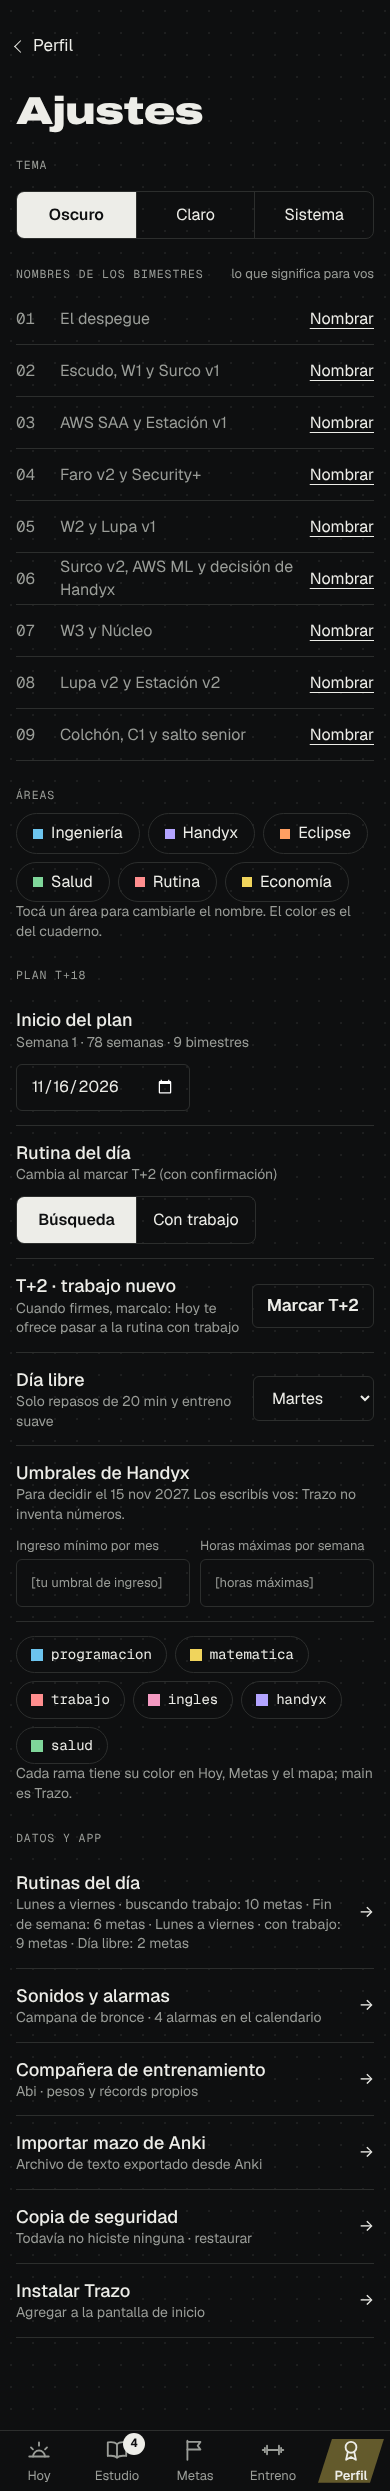 Perfil
Ajustes
TEMA
Oscuro Claro Sistema
NOMBRES DE LOS BIMESTRES lo que significa para vos
01 El despegue Nombrar
02 Escudo, W1 y Surco v1 Nombrar
03 AWS SAA y Estación v1 Nombrar
04 Faro v2 y Security+ Nombrar
05 W2 y Lupa v1 Nombrar
06 Surco v2, AWS ML y decisión de Handyx Nombrar
07 W3 y Núcleo Nombrar
08 Lupa v2 y Estación v2 Nombrar
09 Colchón, C1 y salto senior Nombrar
ÁREAS
Ingeniería Handyx Eclipse
Salud Rutina Economía
Tocá un área para cambiarle el nombre. El color es el
del cuaderno.
PLAN T+18
Inicio del plan
Semana 1 · 78 semanas · 9 bimestres
11/16/2026
Rutina del día
Cambia al marcar T+2 (con confirmación)
Búsqueda Con trabajo
T+2 · trabajo nuevo
Cuando firmes, marcalo: Hoy te
ofrece pasar a la rutina con trabajo
Marcar T+2
Día libre
Solo repasos de 20 min y entreno
suave
Martes
Umbrales de Handyx
Para decidir el 15 nov 2027. Los escribís vos: Trazo no
inventa números.
Ingreso mínimo por mes Horas máximas por semana
[tu umbral de ingreso] [horas máximas]
programacion matematica
trabajo ingles handyx
salud
Cada rama tiene su color en Hoy, Metas y el mapa; main
es Trazo.
DATOS Y APP
Rutinas del día
Lunes a viernes · buscando trabajo: 10 metas · Fin
de semana: 6 metas · Lunes a viernes · con trabajo:
9 metas · Día libre: 2 metas
Sonidos y alarmas
Campana de bronce · 4 alarmas en el calendario
Compañera de entrenamiento
Abi · pesos y récords propios
Importar mazo de Anki
Archivo de texto exportado desde Anki
Copia de seguridad
Todavía no hiciste ninguna · restaurar
Instalar Trazo
Agregar a la pantalla de inicio
4
Hoy Estudio Metas Entreno Perfil